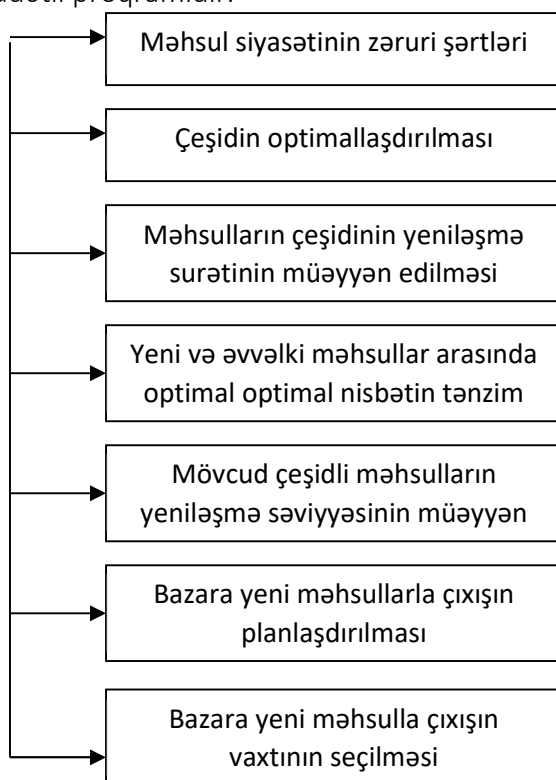 Məhsul siyasətinin zəruri şərtləri
Çeşidin optimallaşdırılması
Məhsulların çeşidinin yeniləşmə
surətinin müəyyən edilməsi
Yeni və əvvəlki məhsullar arasında
optimal optimal nisbətin tənzim
Mövcud çeşidli məhsulların
yeniləşmə səviyyəsinin müəyyən
Bazara yeni məhsullarla çıxışın
planlaşdırılması
Bazara yeni məhsulla çıxışın
vaxtının seçilməsi